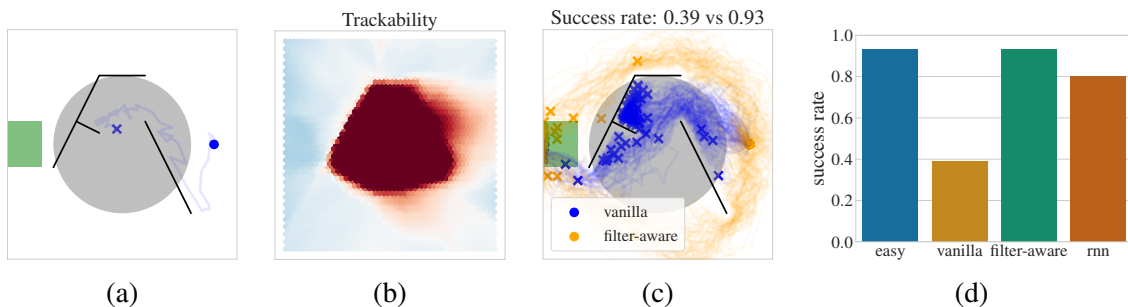 Trackability
Success rate: 0.39 vs 0.93
vanilla
filter-aware
1.0
0.8
0.6
0.4
0.2
0.0
success rate
easy vanilla filter-aware rnn
(a) (b) (c) (d)